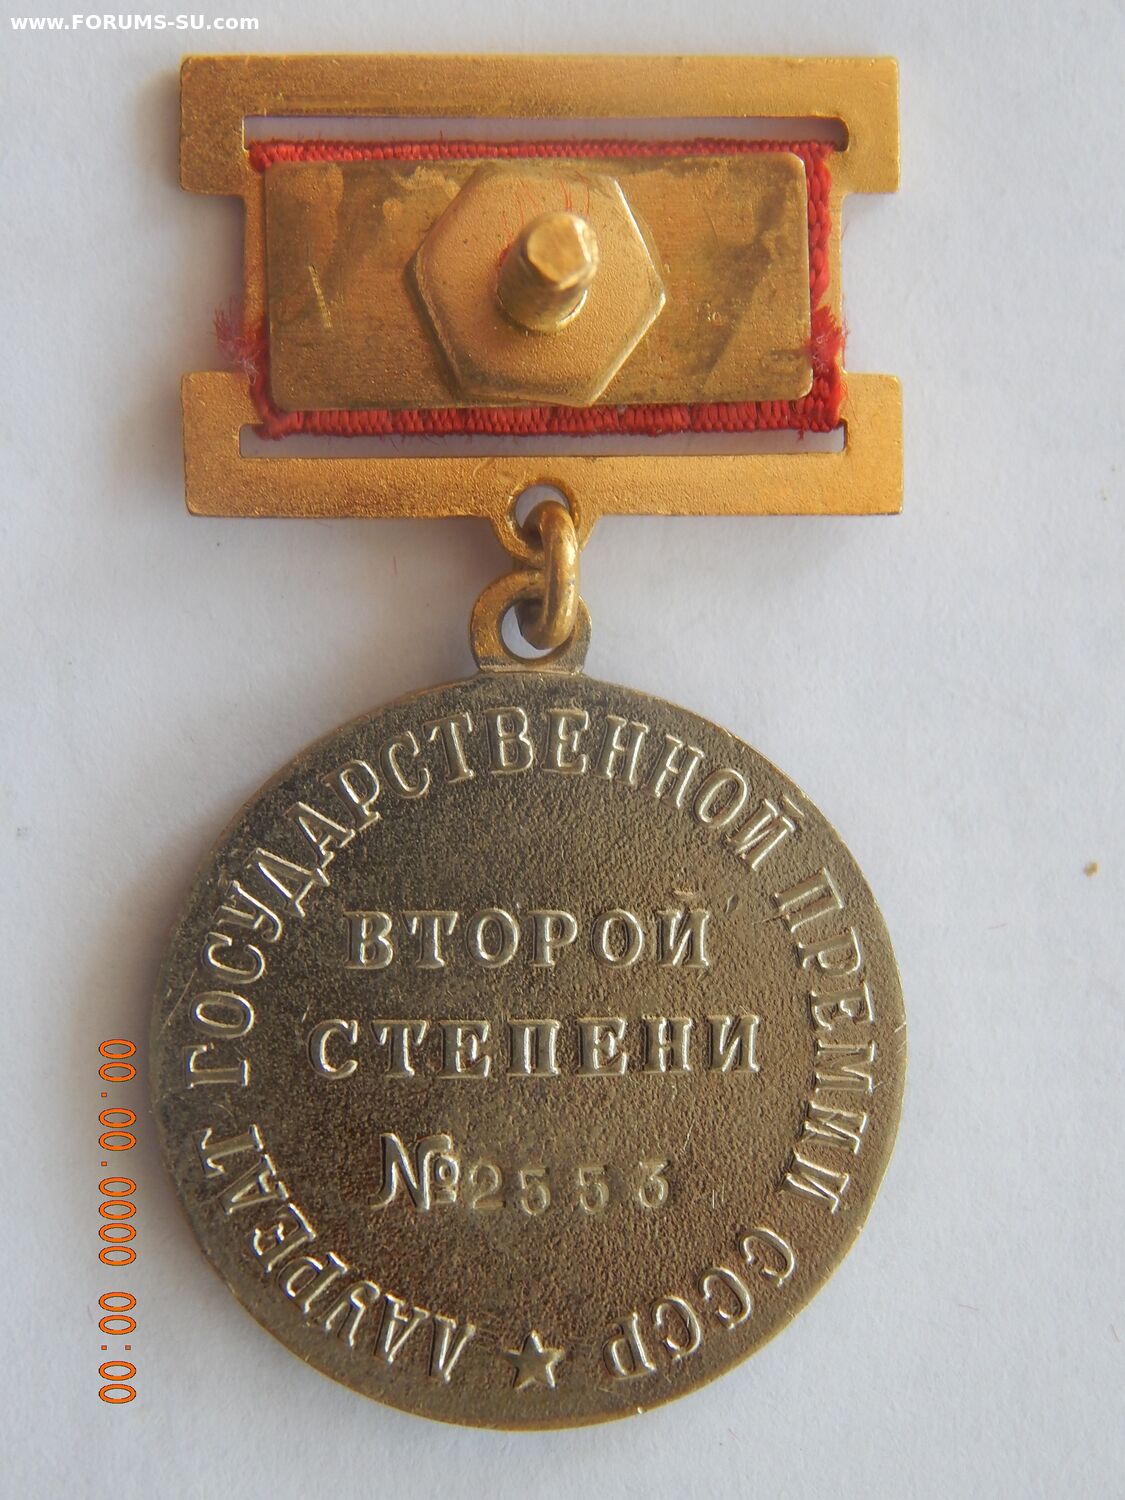 www.FORUMS-SU.com
ЛАУРЕАТ ГОСУДАРСТВЕННОЙ ПРЕМИИ СССР
ВТОРОЙ
СТЕПЕНИ
№2553
00.00.0000 00:00